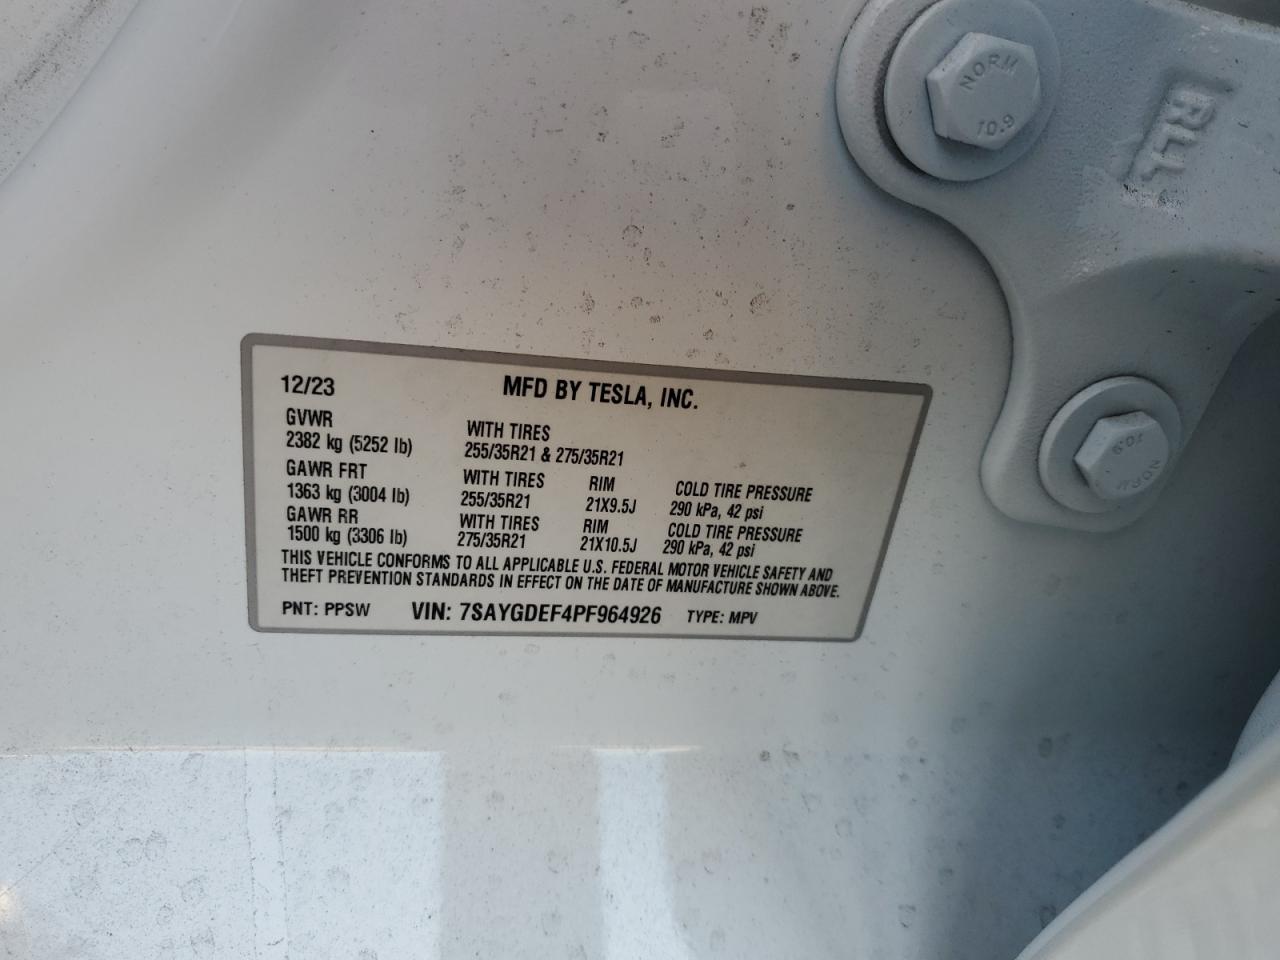 NORM
10.9
RLL
12/23 MFD BY TESLA, INC.
GVWR WITH TIRES
2382 kg (5252 lb) 255/35R21 & 275/35R21
GAWR FRT WITH TIRES RIM COLD TIRE PRESSURE
1363 kg (3004 lb) 255/35R21 21X9.5J 290 kPa, 42 psi
GAWR RR WITH TIRES RIM COLD TIRE PRESSURE
1500 kg (3306 lb) 275/35R21 21X10.5J 290 kPa, 42 psi
THIS VEHICLE CONFORMS TO ALL APPLICABLE U.S. FEDERAL MOTOR VEHICLE SAFETY AND
THEFT PREVENTION STANDARDS IN EFFECT ON THE DATE OF MANUFACTURE SHOWN ABOVE.
PNT: PPSW VIN: 7SAYGDEF4PF964926 TYPE: MPV
10.9
NORM